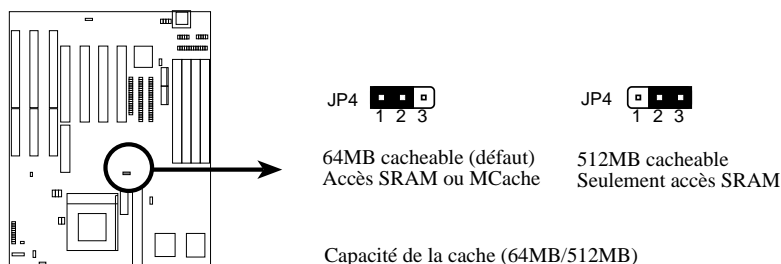 JP4
1 2 3
64MB cacheable (défaut)
Accès SRAM ou MCache
JP4
1 2 3
512MB cacheable
Seulement accès SRAM
Capacité de la cache (64MB/512MB)